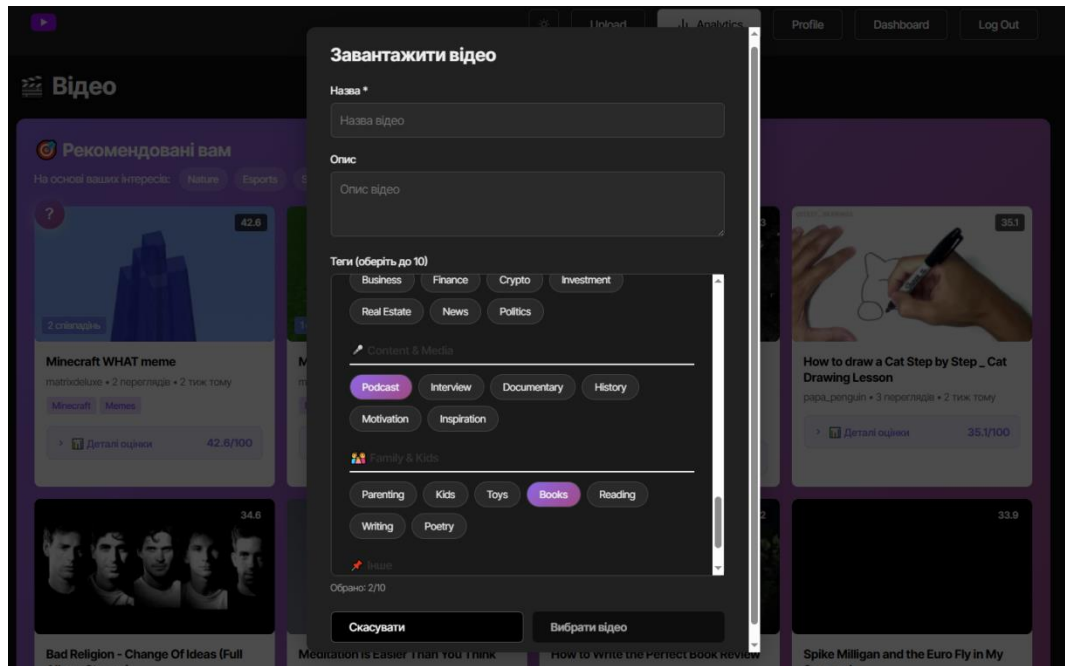 Upload
Analytics
Profile
Dashboard
Log Out
Відео
Рекомендовані вам
На основі ваших інтересів:
Nature
Esports
?
42.6
2 співпадінь
Minecraft WHAT meme
matrixdeluxe • 2 переглядів • 2 тиж тому
Minecraft
Memes
Деталі оцінки
42.6/100
35.1
How to draw a Cat Step by Step _ Cat
Drawing Lesson
papa_penguin • 3 переглядів • 2 тиж тому
Деталі оцінки
35.1/100
34.6
33.9
Bad Religion - Change Of Ideas (Full
Meditation is Easier Than You Think
How to Write the Perfect Book Review
Spike Milligan and the Euro Fly in My
Завантажити відео
Назва *
Назва відео
Опис
Опис відео
Теги (оберіть до 10)
Business
Finance
Crypto
Investment
Real Estate
News
Politics
Content & Media
Podcast
Interview
Documentary
History
Motivation
Inspiration
Family & Kids
Parenting
Kids
Toys
Books
Reading
Writing
Poetry
Інше
Обрано: 2/10
Скасувати
Вибрати відео